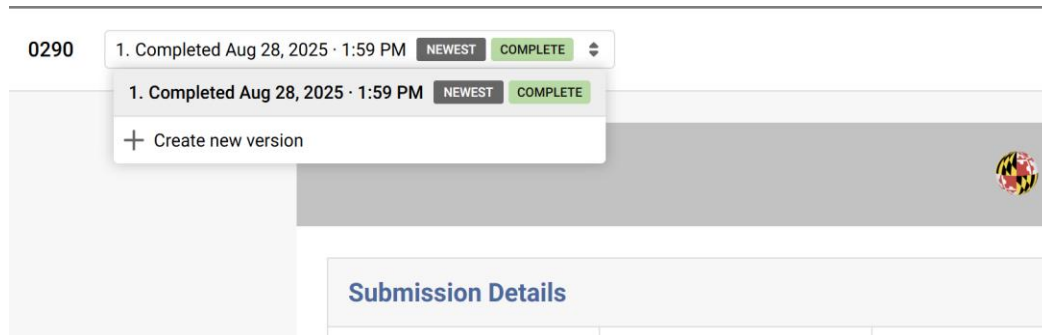 0290 1. Completed Aug 28, 2025 · 1:59 PM NEWEST COMPLETE
1. Completed Aug 28, 2025 · 1:59 PM NEWEST COMPLETE
+ Create new version
Submission Details